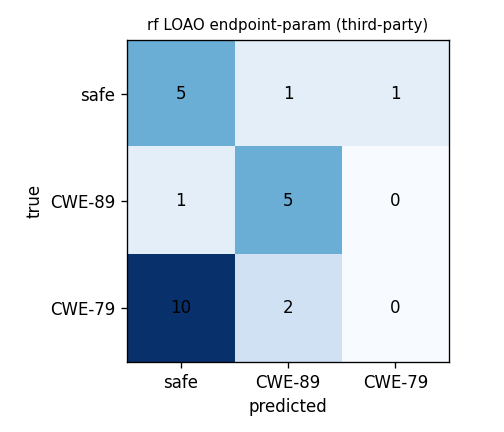 rf LOAO endpoint-param (third-party)
safe 5 1 1
CWE-89 1 5 0
CWE-79 10 2 0
safe CWE-89 CWE-79
predicted
true